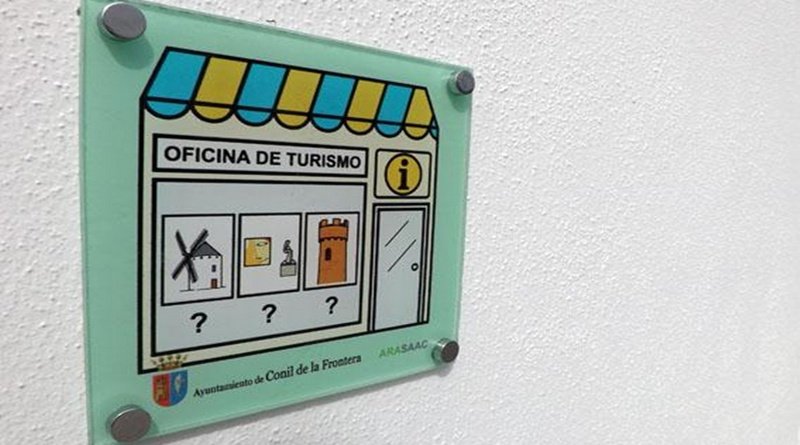 OFICINA DE TURISMO
i
? ? ?
Ayuntamiento de Conil de la Frontera
ARASAAC